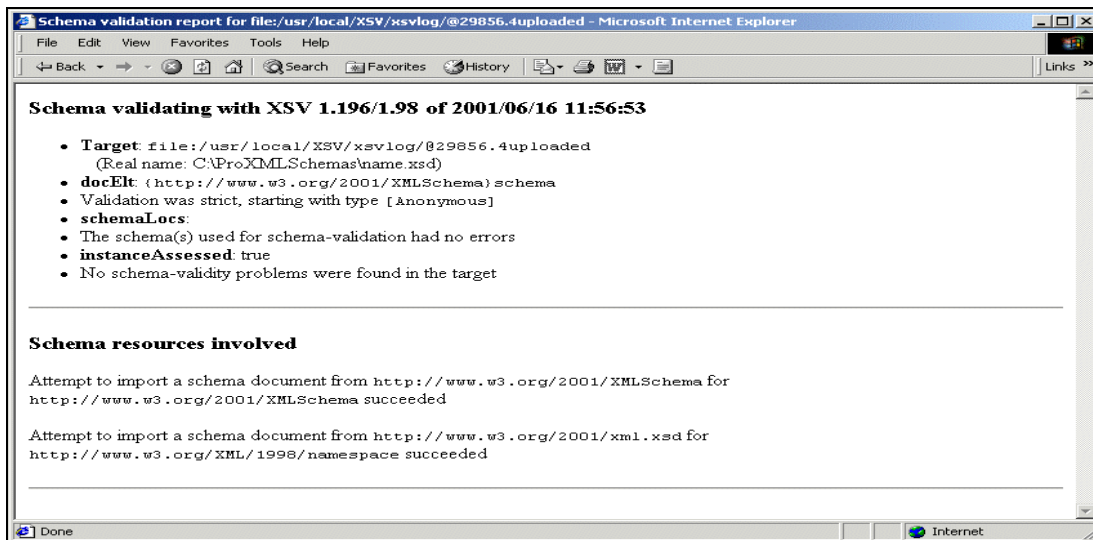 Schema validation report for file:/usr/local/XSV/xsvlog/@29856.4uploaded - Microsoft Internet Explorer
File Edit View Favorites Tools Help
Back Search Favorites History Links »
Schema validating with XSV 1.196/1.98 of 2001/06/16 11:56:53
• Target: file:/usr/local/XSV/xsvlog/@29856.4uploaded
(Real name: C:\ProXMLSchemas\name.xsd)
• docElt: {http://www.w3.org/2001/XMLSchema}schema
• Validation was strict, starting with type [Anonymous]
• schemaLocs:
• The schema(s) used for schema-validation had no errors
• instanceAssessed: true
• No schema-validity problems were found in the target
Schema resources involved
Attempt to import a schema document from http://www.w3.org/2001/XMLSchema for
http://www.w3.org/2001/XMLSchema succeeded
Attempt to import a schema document from http://www.w3.org/2001/xml.xsd for
http://www.w3.org/XML/1998/namespace succeeded
Done Internet